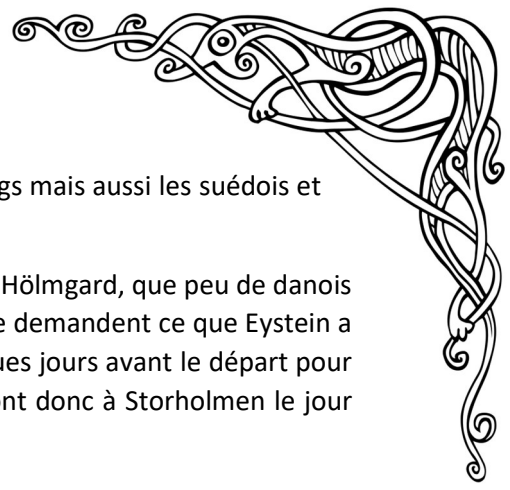 gs mais aussi les suédois et
Hölmgard, que peu de danois
e demandent ce que Eystein a
ues jours avant le départ pour
ont donc à Storholmen le jour